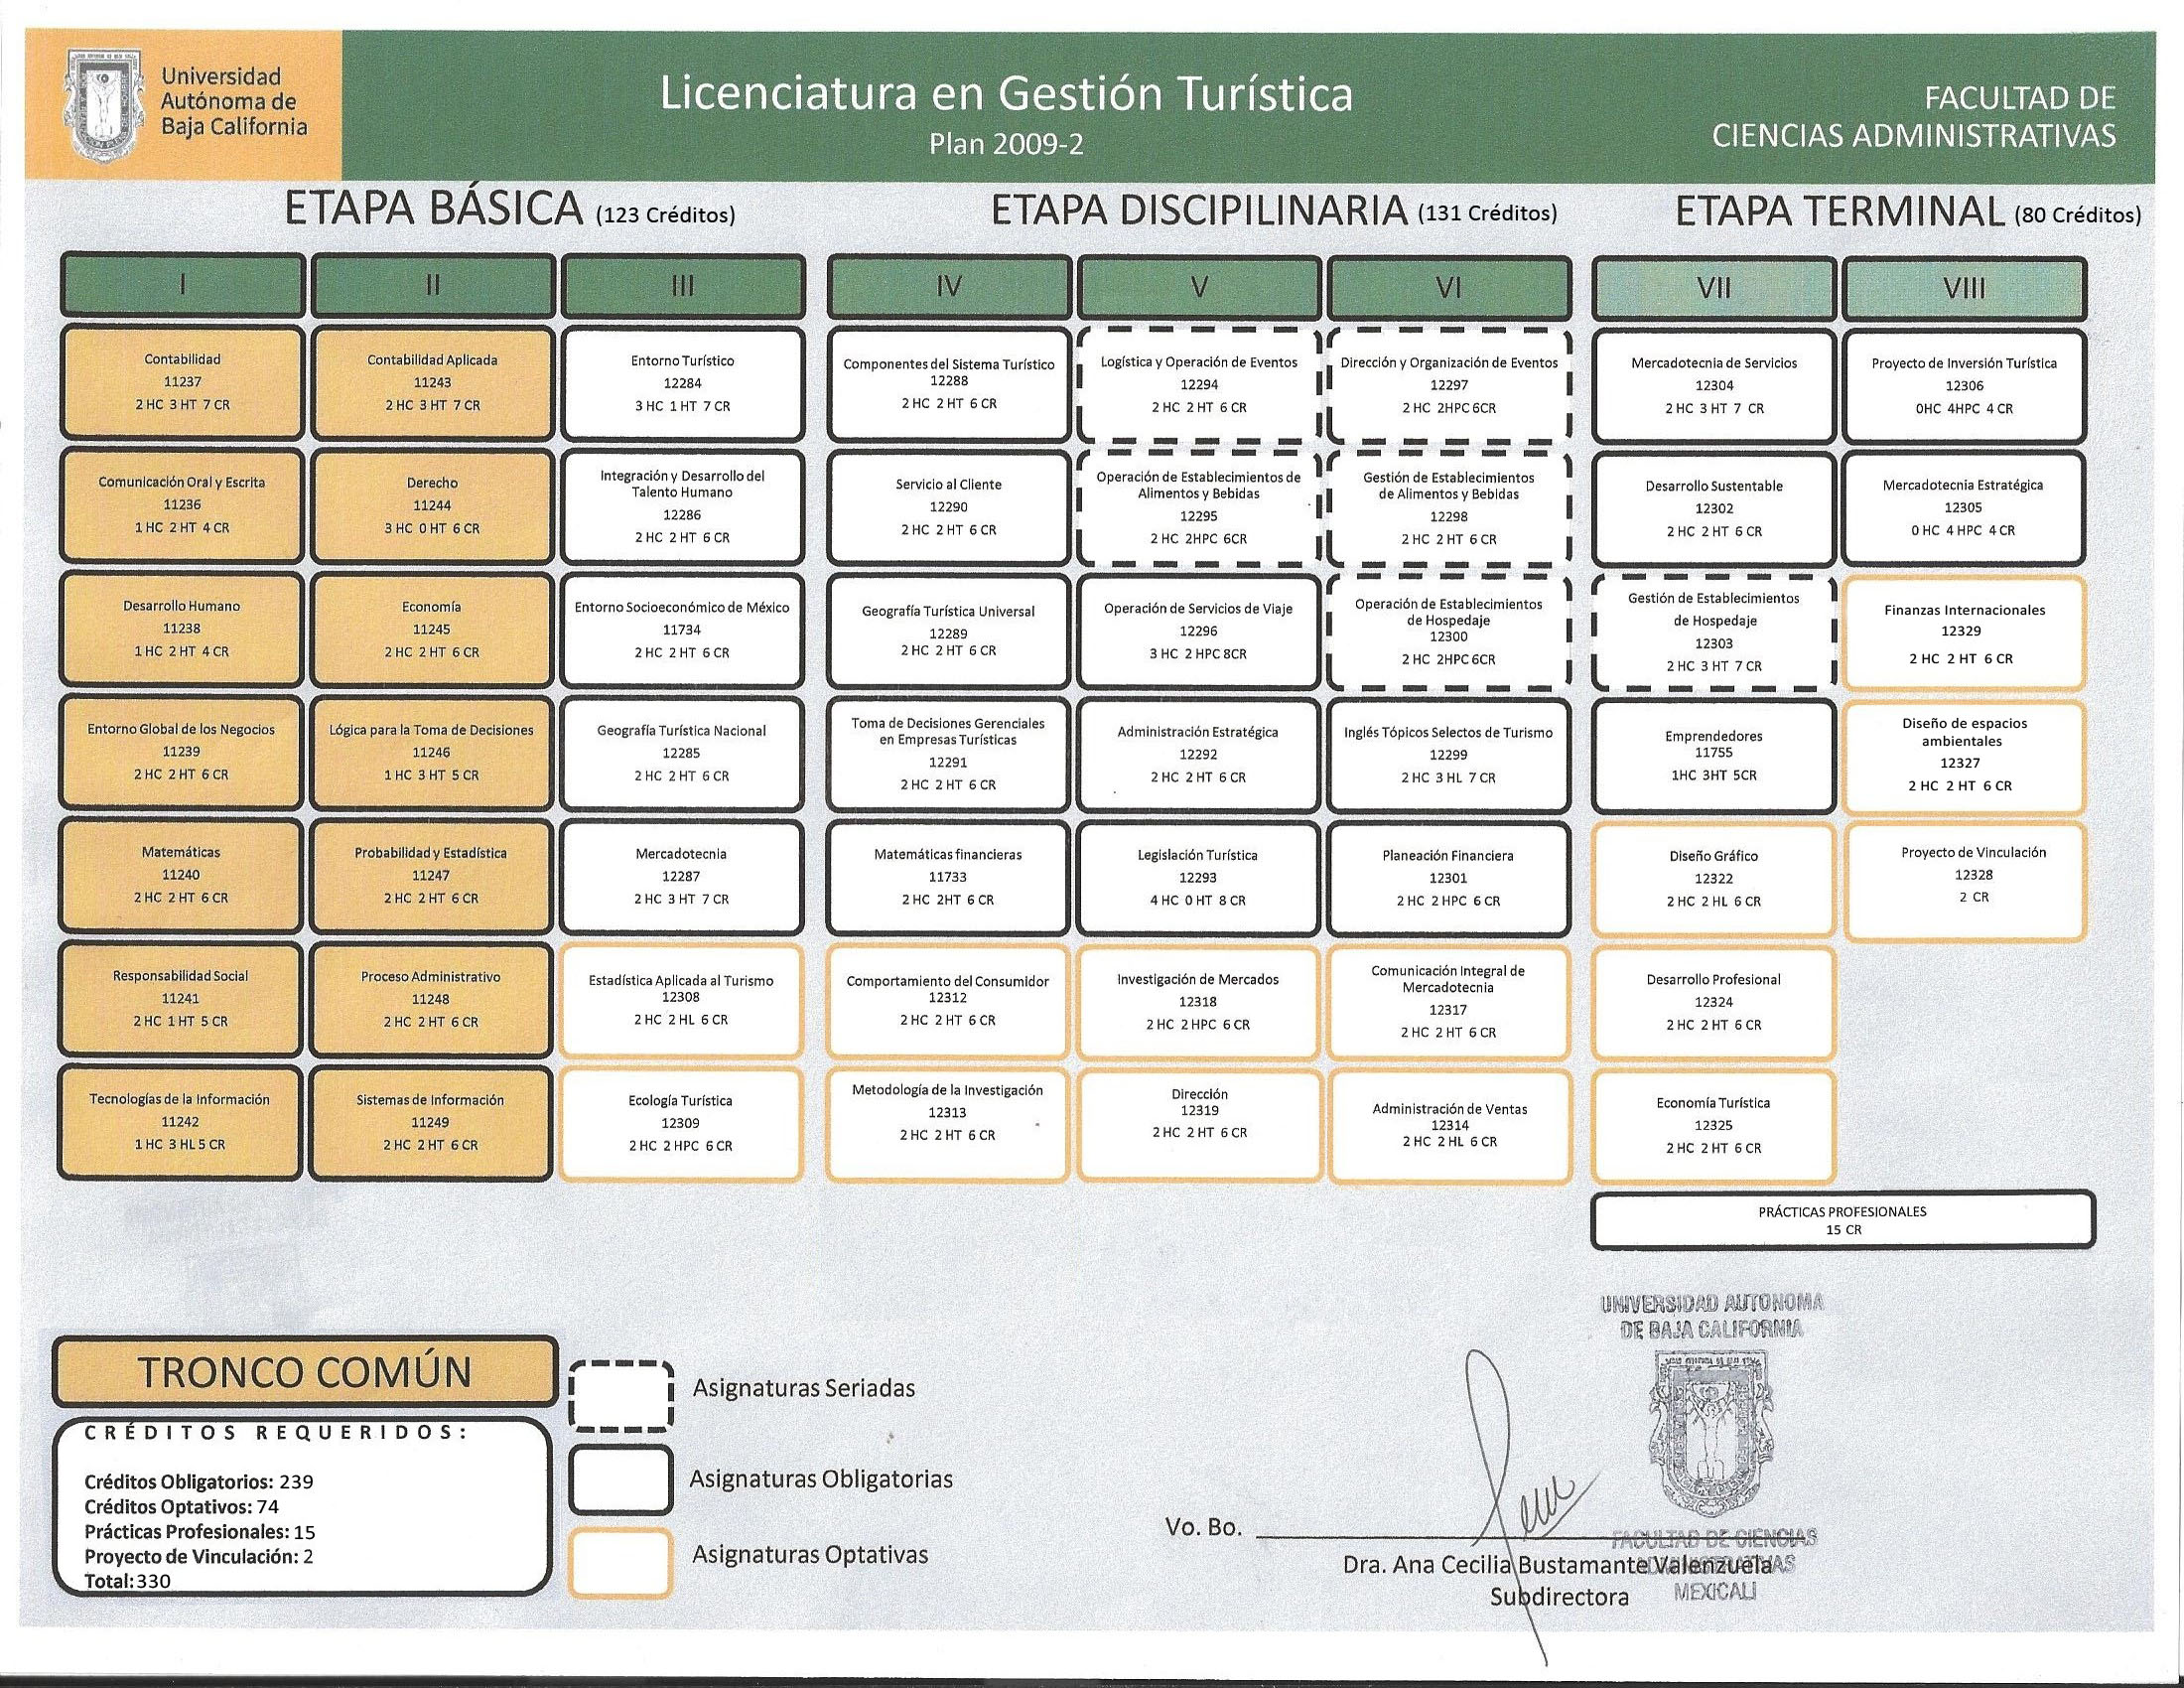 Universidad
Autónoma de
Baja California
Licenciatura en Gestión Turística
Plan 2009-2
FACULTAD DE
CIENCIAS ADMINISTRATIVAS
ETAPA BÁSICA (123 Créditos)
ETAPA DISCIPILINARIA (131 Créditos)
ETAPA TERMINAL (80 Créditos)
I
II
III
IV
V
VI
VII
VIII
Contabilidad
11237
2 HC 3 HT 7 CR
Contabilidad Aplicada
11243
2 HC 3 HT 7 CR
Entorno Turístico
12284
3 HC 1 HT 7 CR
Componentes del Sistema Turístico
12288
2 HC 2 HT 6 CR
Logística y Operación de Eventos
12294
2 HC 2 HT 6 CR
Dirección y Organización de Eventos
12297
2 HC 2HPC 6CR
Mercadotecnia de Servicios
12304
2 HC 3 HT 7 CR
Proyecto de Inversión Turística
12306
0HC 4HPC 4 CR
Comunicación Oral y Escrita
11236
1 HC 2 HT 4 CR
Derecho
11244
3 HC 0 HT 6 CR
Integración y Desarrollo del
Talento Humano
12286
2 HC 2 HT 6 CR
Servicio al Cliente
12290
2 HC 2 HT 6 CR
Operación de Establecimientos de
Alimentos y Bebidas
12295
2 HC 2HPC 6CR
Gestión de Establecimientos
de Alimentos y Bebidas
12298
2 HC 2 HT 6 CR
Desarrollo Sustentable
12302
2 HC 2 HT 6 CR
Mercadotecnia Estratégica
12305
0 HC 4 HPC 4 CR
Desarrollo Humano
11238
1 HC 2 HT 4 CR
Economía
11245
2 HC 2 HT 6 CR
Entorno Socioeconómico de México
11734
2 HC 2 HT 6 CR
Geografía Turística Universal
12289
2 HC 2 HT 6 CR
Operación de Servicios de Viaje
12296
3 HC 2 HPC 8CR
Operación de Establecimientos
de Hospedaje
12300
2 HC 2HPC 6CR
Gestión de Establecimientos
de Hospedaje
12303
2 HC 3 HT 7 CR
Finanzas Internacionales
12329
2 HC 2 HT 6 CR
Entorno Global de los Negocios
11239
2 HC 2 HT 6 CR
Lógica para la Toma de Decisiones
11246
1 HC 3 HT 5 CR
Geografía Turística Nacional
12285
2 HC 2 HT 6 CR
Toma de Decisiones Gerenciales
en Empresas Turísticas
12291
2 HC 2 HT 6 CR
Administración Estratégica
12292
2 HC 2 HT 6 CR
Inglés Tópicos Selectos de Turismo
12299
2 HC 3 HL 7 CR
Emprendedores
11755
1HC 3HT 5CR
Diseño de espacios
ambientales
12327
2 HC 2 HT 6 CR
Matemáticas
11240
2 HC 2 HT 6 CR
Probabilidad y Estadística
11247
2 HC 2 HT 6 CR
Mercadotecnia
12287
2 HC 3 HT 7 CR
Matemáticas financieras
11733
2 HC 2HT 6 CR
Legislación Turística
12293
4 HC 0 HT 8 CR
Planeación Financiera
12301
2 HC 2 HPC 6 CR
Diseño Gráfico
12322
2 HC 2 HL 6 CR
Proyecto de Vinculación
12328
2 CR
Responsabilidad Social
11241
2 HC 1 HT 5 CR
Proceso Administrativo
11248
2 HC 2 HT 6 CR
Estadística Aplicada al Turismo
12308
2 HC 2 HL 6 CR
Comportamiento del Consumidor
12312
2 HC 2 HT 6 CR
Investigación de Mercados
12318
2 HC 2 HPC 6 CR
Comunicación Integral de
Mercadotecnia
12317
2 HC 2 HT 6 CR
Desarrollo Profesional
12324
2 HC 2 HT 6 CR
Tecnologías de la Información
11242
1 HC 3 HL 5 CR
Sistemas de Información
11249
2 HC 2 HT 6 CR
Ecología Turística
12309
2 HC 2 HPC 6 CR
Metodología de la Investigación
12313
2 HC 2 HT 6 CR
Dirección
12319
2 HC 2 HT 6 CR
Administración de Ventas
12314
2 HC 2 HL 6 CR
Economía Turística
12325
2 HC 2 HT 6 CR
PRÁCTICAS PROFESIONALES
15 CR
TRONCO COMÚN
CRÉDITOS REQUERIDOS:
Créditos Obligatorios: 239
Créditos Optativos: 74
Prácticas Profesionales: 15
Proyecto de Vinculación: 2
Total: 330
Asignaturas Seriadas
Asignaturas Obligatorias
Asignaturas Optativas
UNIVERSIDAD AUTONOMA
DE BAJA CALIFORNIA
FACULTAD DE CIENCIAS
ADMINISTRATIVAS
MEXICALI
Vo. Bo.
Dra. Ana Cecilia Bustamante Valenzuela
Subdirectora